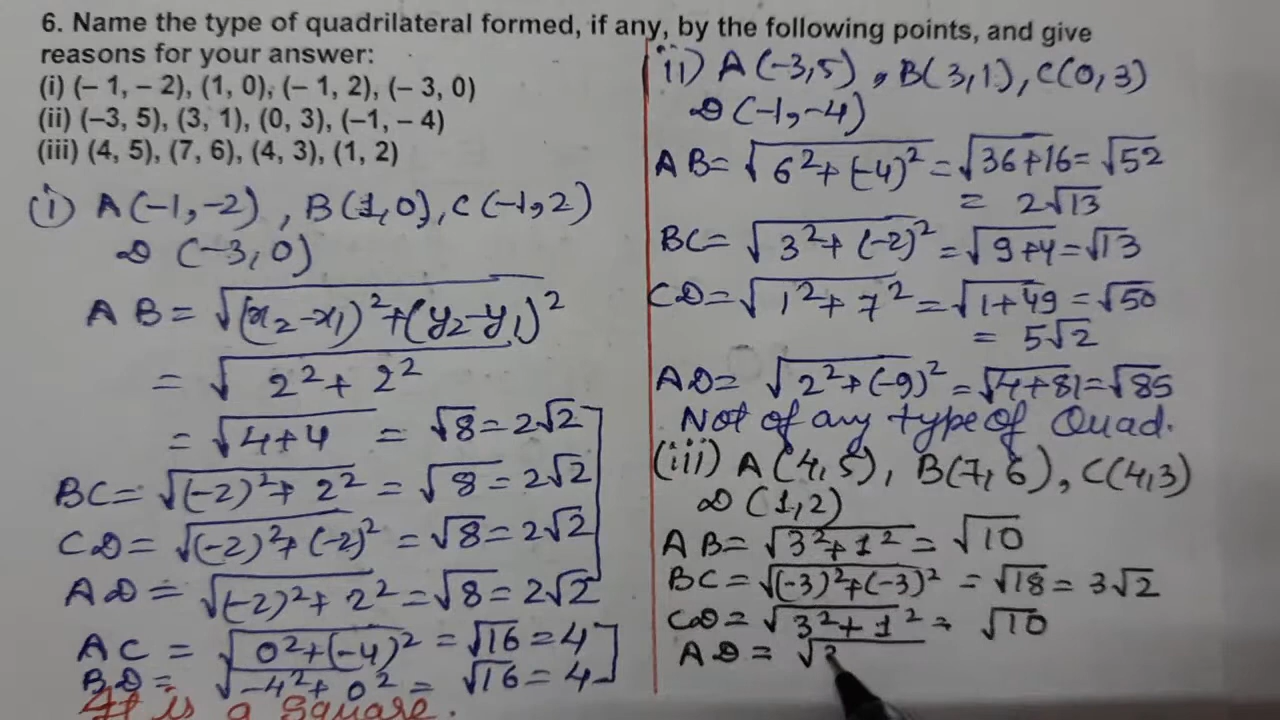 6. Name the type of quadrilateral formed, if any, by the following points, and give
reasons for your answer:
(i) (– 1, – 2), (1, 0), (– 1, 2), (– 3, 0)
(ii) (–3, 5), (3, 1), (0, 3), (–1, – 4)
(iii) (4, 5), (7, 6), (4, 3), (1, 2)
(i) A(-1,-2), B(1,0), C(-1,2)
D(-3,0)
AB = √(x₂-x₁)²+(y₂-y₁)²
= √2²+2²
= √4+4 = √8 = 2√2
BC = √(-2)²+2² = √8 = 2√2
CD = √(-2)²+(-2)² = √8 = 2√2
AD = √(-2)²+2² = √8 = 2√2
AC = √0²+(-4)² = √16 = 4
BD = √-4²+0² = √16 = 4
It is a square.
ii) A(-3,5), B(3,1), C(0,3)
D(-1,-4)
AB = √6²+(-4)² = √36+16 = √52
= 2√13
BC = √3²+(-2)² = √9+4 = √13
CD = √1²+7² = √1+49 = √50
= 5√2
AD = √2²+(-9)² = √4+81 = √85
Not of any type of Quad.
(iii) A(4,5), B(7,6), C(4,3)
D(1,2)
AB = √3²+1² = √10
BC = √(-3)²+(-3)² = √18 = 3√2
CD = √3²+1² = √10
AD = √